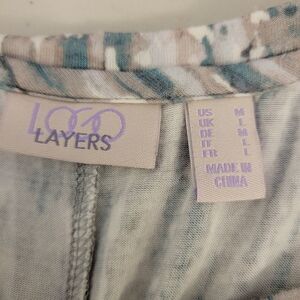 LOGO
LAYERS
US M
UK L
DE M
IT L
FR L
MADE IN
CHINA